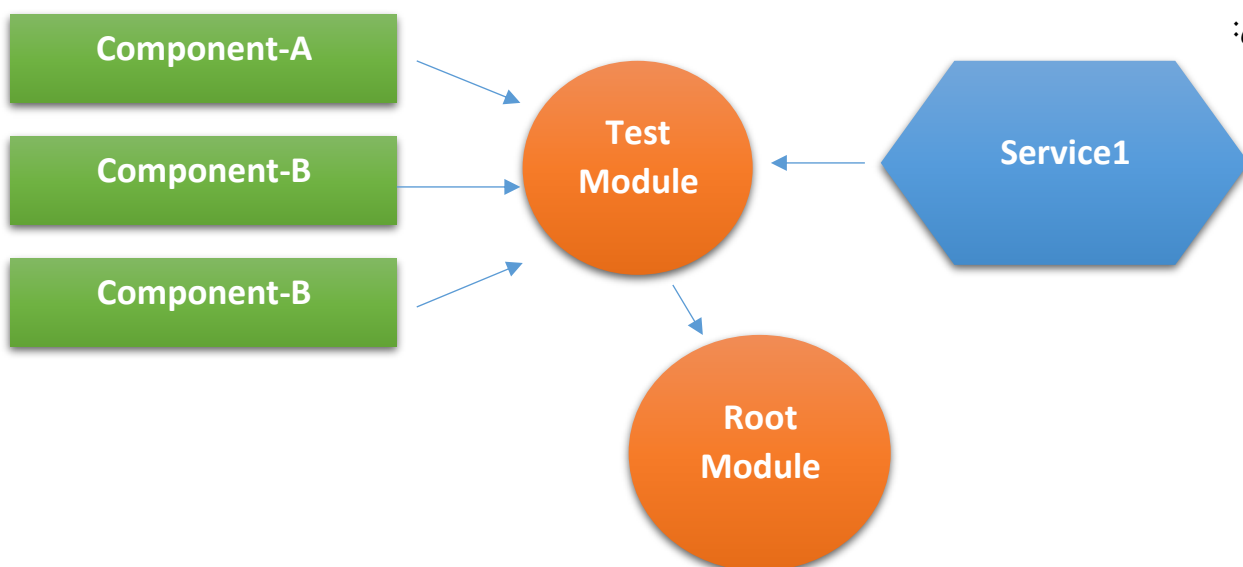 Component-A
Component-B
Component-B
Test
Module
Service1
Root
Module